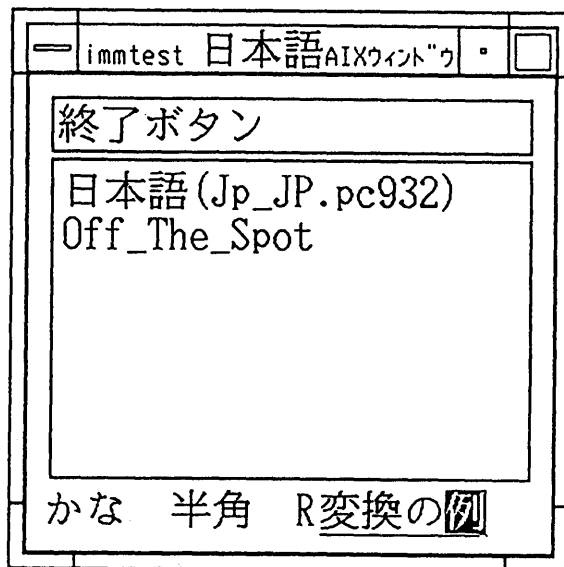 immtest 日本語AIXウィンドウ
終了ボタン
日本語(Jp_JP.pc932)
Off_The_Spot
かな 半角 R変換の例